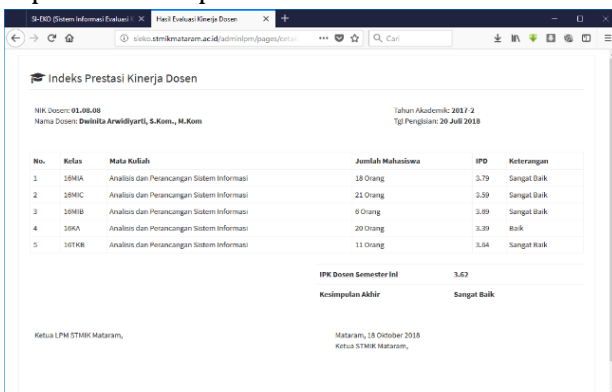 SI-EKD (Sistem Informasi Evaluasi
Hasil Evaluasi Kinerja Dosen
sieko.stmikmataram.ac.id/adminlpm/pages/cetak
Cari
Indeks Prestasi Kinerja Dosen
NIK Dosen: 01.08.08
Tahun Akademik: 2017-2
Nama Dosen: Dwinita Arwidiyarti, S.Kom., M.Kom
Tgl Pengisian: 20 Juli 2018
No. Kelas Mata Kuliah Jumlah Mahasiswa IPD Keterangan
1 16MIA Analisis dan Perancangan Sistem Informasi 18 Orang 3.79 Sangat Baik
2 16MIC Analisis dan Perancangan Sistem Informasi 21 Orang 3.59 Sangat Baik
3 16MIB Analisis dan Perancangan Sistem Informasi 6 Orang 3.69 Sangat Baik
4 16KA Analisis dan Perancangan Sistem Informasi 20 Orang 3.39 Baik
5 16TKB Analisis dan Perancangan Sistem Informasi 11 Orang 3.64 Sangat Baik
IPK Dosen Semester Ini 3.62
Kesimpulan Akhir Sangat Baik
Ketua LPM STMIK Mataram,
Mataram, 18 Oktober 2018
Ketua STMIK Mataram,